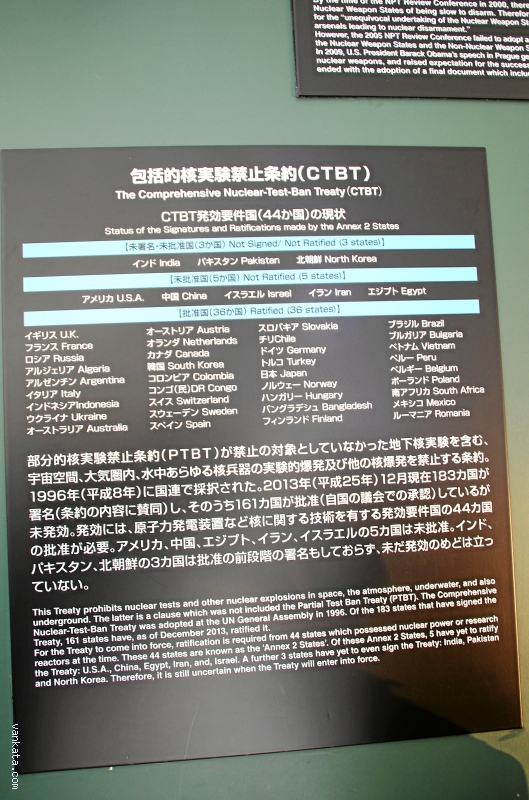 By the time of the NPT Review Conference in 2000, there
Nuclear Weapon States of being slow to disarm. Therefor
for the "unequivocal undertaking of the Nuclear Weapon St
arsenals leading to nuclear disarmament."
However, the 2005 NPT Review Conference failed to adopt a
the Nuclear Weapon States and the Non-Nuclear Weapon
In 2009, U.S. President Barack Obama's speech in Prague ge
nuclear weapons, and raised expectation for the success
ended with the adoption of a final document which inclu
包括的核実験禁止条約(CTBT)
The Comprehensive Nuclear-Test-Ban Treaty(CTBT)
CTBT発効要件国(44か国)の現状
Status of the Signatures and Ratifications made by the Annex 2 States
【未署名・未批准国(3か国) Not Signed/ Not Ratified (3 states)】
インド India パキスタン Pakistan 北朝鮮 North Korea
【未批准国(5か国) Not Ratified (5 states)】
アメリカ U.S.A. 中国 China イスラエル Israel イラン Iran エジプト Egypt
【批准国(36か国) Ratified (36 states)】
イギリス U.K.
フランス France
ロシア Russia
アルジェリア Algeria
アルゼンチン Argentina
イタリア Italy
インドネシアIndonesia
ウクライナ Ukraine
オーストラリア Australia
オーストリア Austria
オランダ Netherlands
カナダ Canada
韓国 South Korea
コロンビア Colombia
コンゴ(民)DR Congo
スイス Switzerland
スウェーデン Sweden
スペイン Spain
スロバキア Slovakia
チリChile
ドイツ Germany
トルコ Turkey
日本 Japan
ノルウェー Norway
ハンガリー Hungary
バングラデシュ Bangladesh
フィンランド Finland
ブラジル Brazil
ブルガリア Bulgaria
ベトナム Vietnam
ペルー Peru
ベルギー Belgium
ポーランド Poland
南アフリカ South Africa
メキシコ Mexico
ルーマニア Romania
部分的核実験禁止条約(PTBT)が禁止の対象としていなかった地下核実験を含む、
宇宙空間、大気圏内、水中あらゆる核兵器の実験的爆発及び他の核爆発を禁止する条約。
1996年(平成8年)に国連で採択された。2013年(平成25年)12月現在183カ国が
署名(条約の内容に賛同)し、そのうち161カ国が批准(自国の議会での承認)しているが
未発効。発効には、原子力発電装置など核に関する技術を有する発効要件国の44カ国
の批准が必要。アメリカ、中国、エジプト、イラン、イスラエルの5カ国は未批准。インド、
パキスタン、北朝鮮の3カ国は批准の前段階の署名もしておらず、未だ発効のめどは立っ
ていない。
This Treaty prohibits nuclear tests and other nuclear explosions in space, the atmosphere, underwater, and also
underground. The latter is a clause which was not included the Partial Test Ban Treaty (PTBT). The Comprehensive
Nuclear-Test-Ban Treaty was adopted at the UN General Assembly in 1996. Of the 183 states that have signed the
Treaty, 161 states have, as of December 2013, ratified it.
For the Treaty to come into force, ratification is required from 44 states which possessed nuclear power or research
reactors at the time. These 44 states are known as the 'Annex 2 States'. Of these Annex 2 States, 5 have yet to ratify
the Treaty: U.S.A., China, Egypt, Iran, and, Israel. A further 3 states have yet to even sign the Treaty: India, Pakistan
and North Korea. Therefore, it is still uncertain when the Treaty will enter into force.
vankata.com